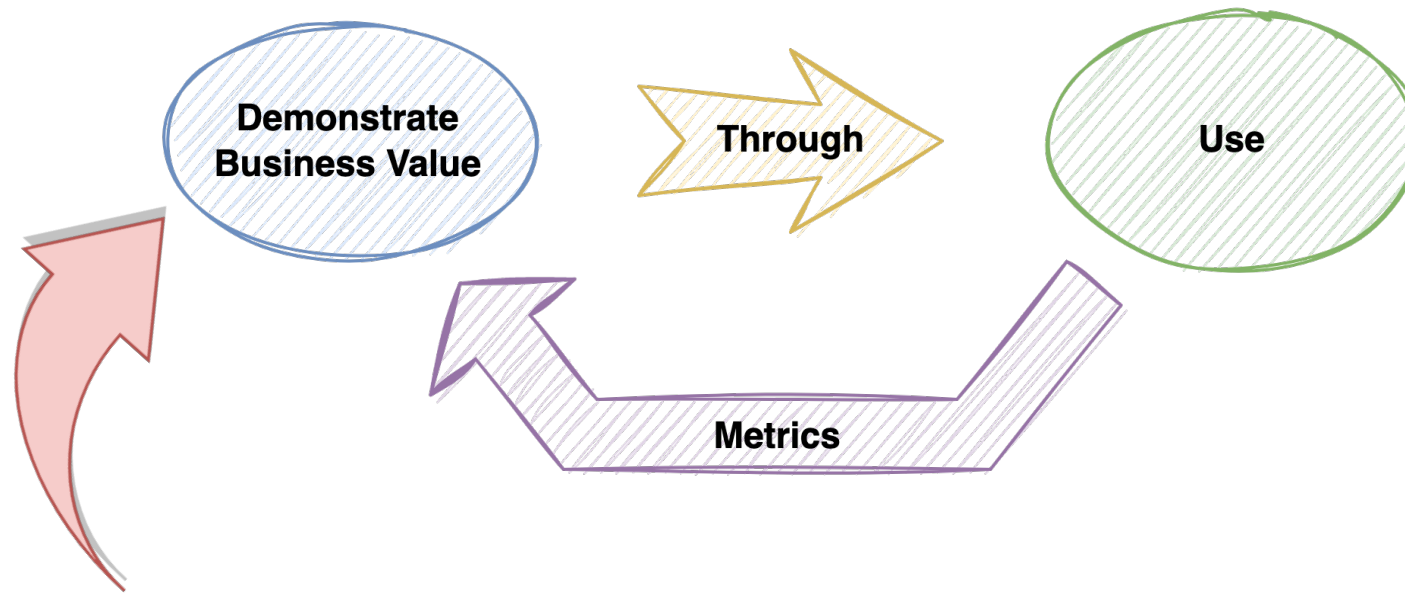 Demonstrate
Business Value
Through
Use
Metrics